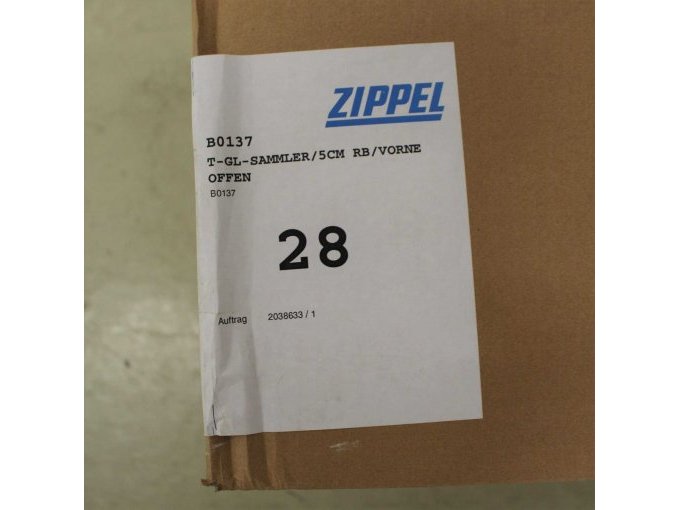 ZIPPEL
B0137
T-GL-SAMMLER/5CM RB/VORNE
OFFEN
B0137
28
Auftrag 2038633 / 1